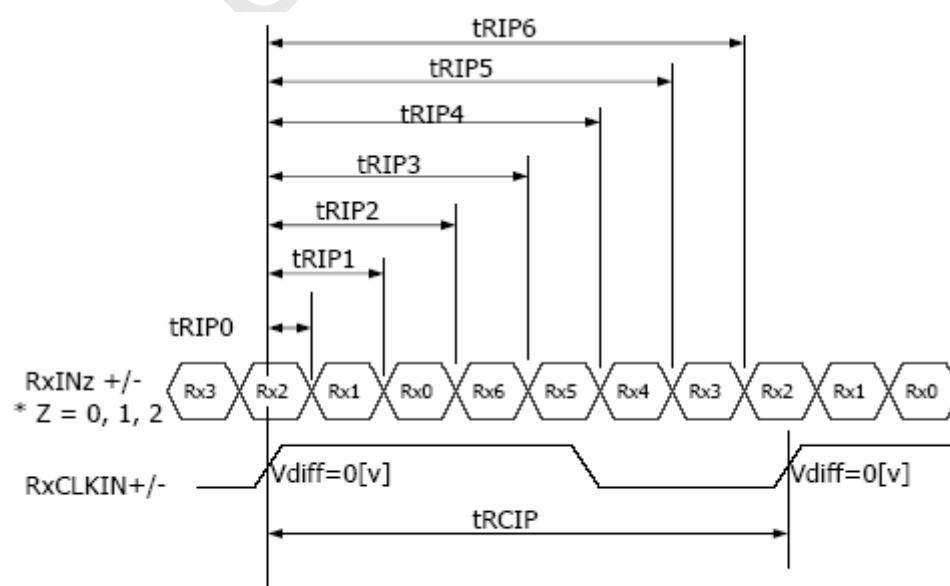 tRIP6
tRIP5
tRIP4
tRIP3
tRIP2
tRIP1
tRIP0
RxINz +/-
* Z = 0, 1, 2
Rx3 Rx2 Rx1 Rx0 Rx6 Rx5 Rx4 Rx3 Rx2 Rx1 Rx0
RxCLKIN+/-
Vdiff=0[v] Vdiff=0[v]
tRCIP